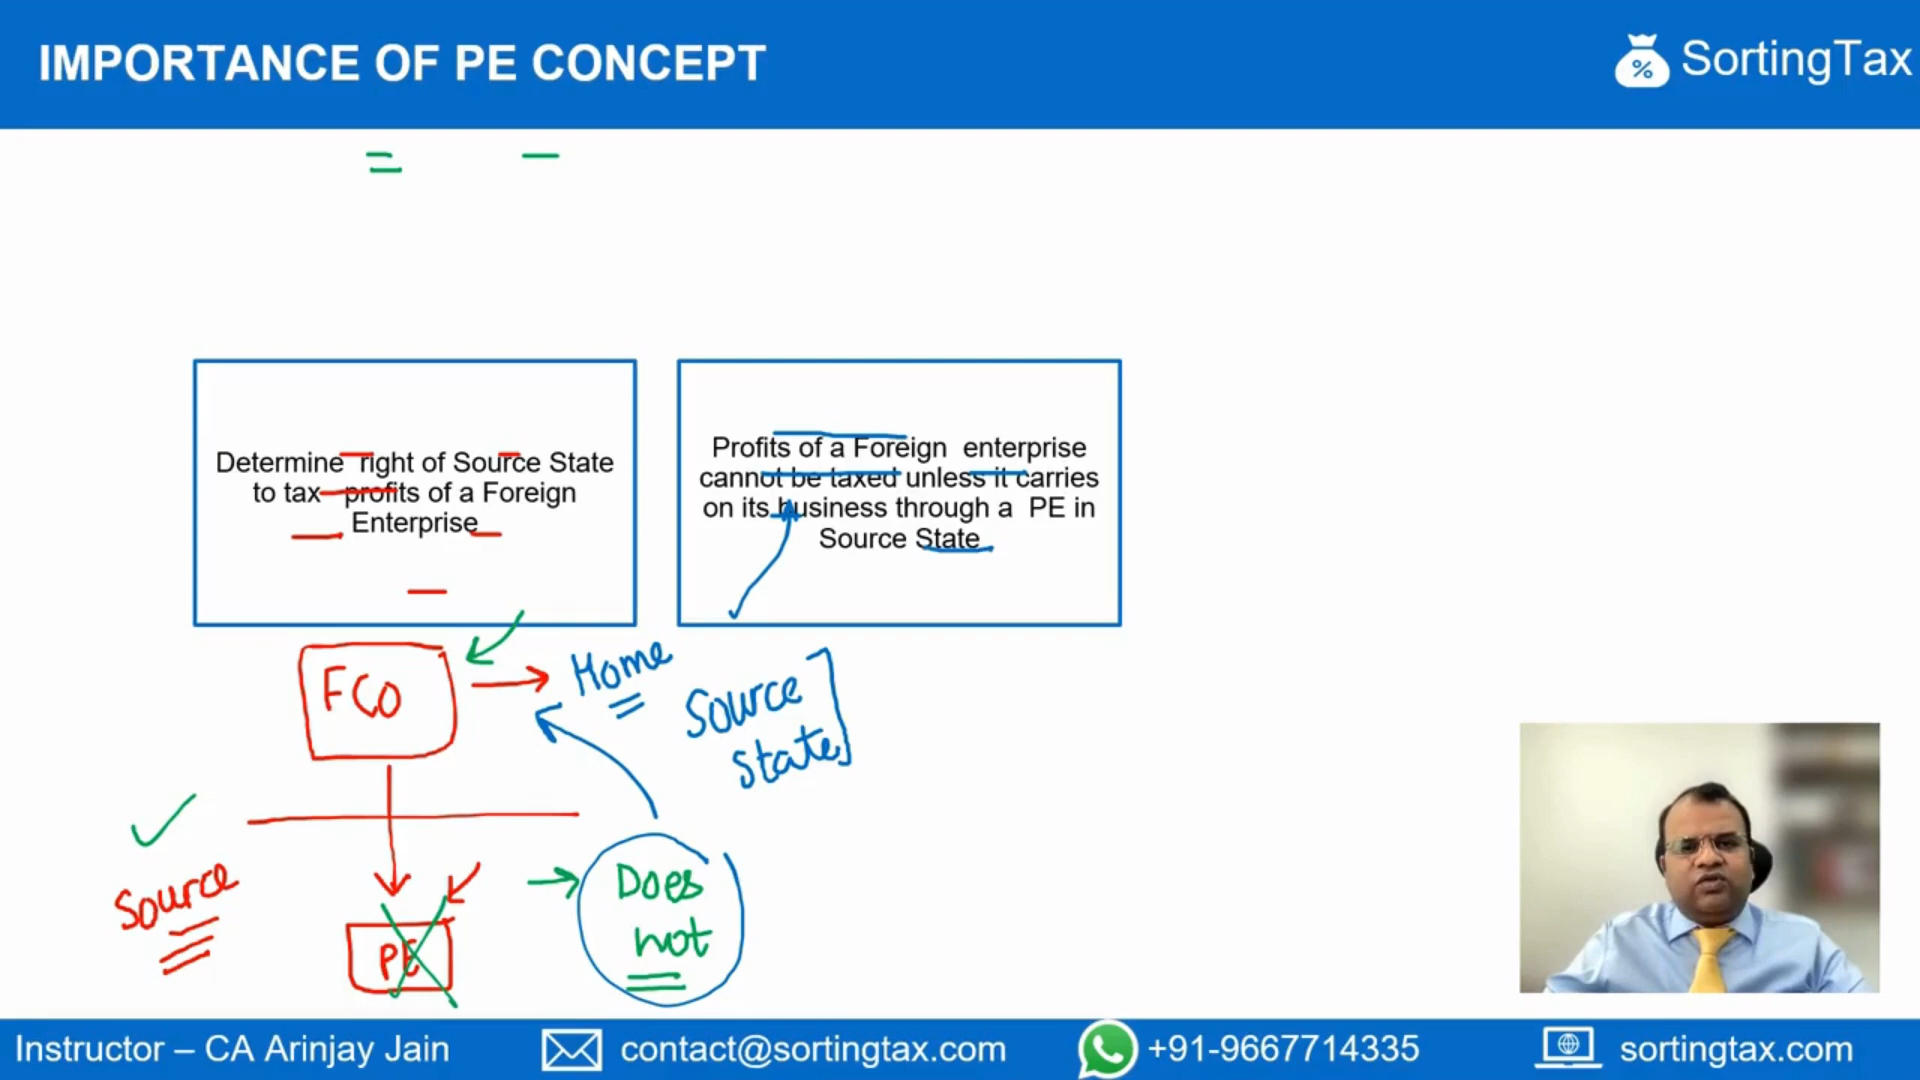 IMPORTANCE OF PE CONCEPT
% SortingTax
Determine right of Source State
to tax profits of a Foreign
Enterprise
Profits of a Foreign enterprise
cannot be taxed unless it carries
on its business through a PE in
Source State
FCO
Home
Source
State
Source
PE
Does
not
Instructor – CA Arinjay Jain
contact@sortingtax.com
+91-9667714335
sortingtax.com